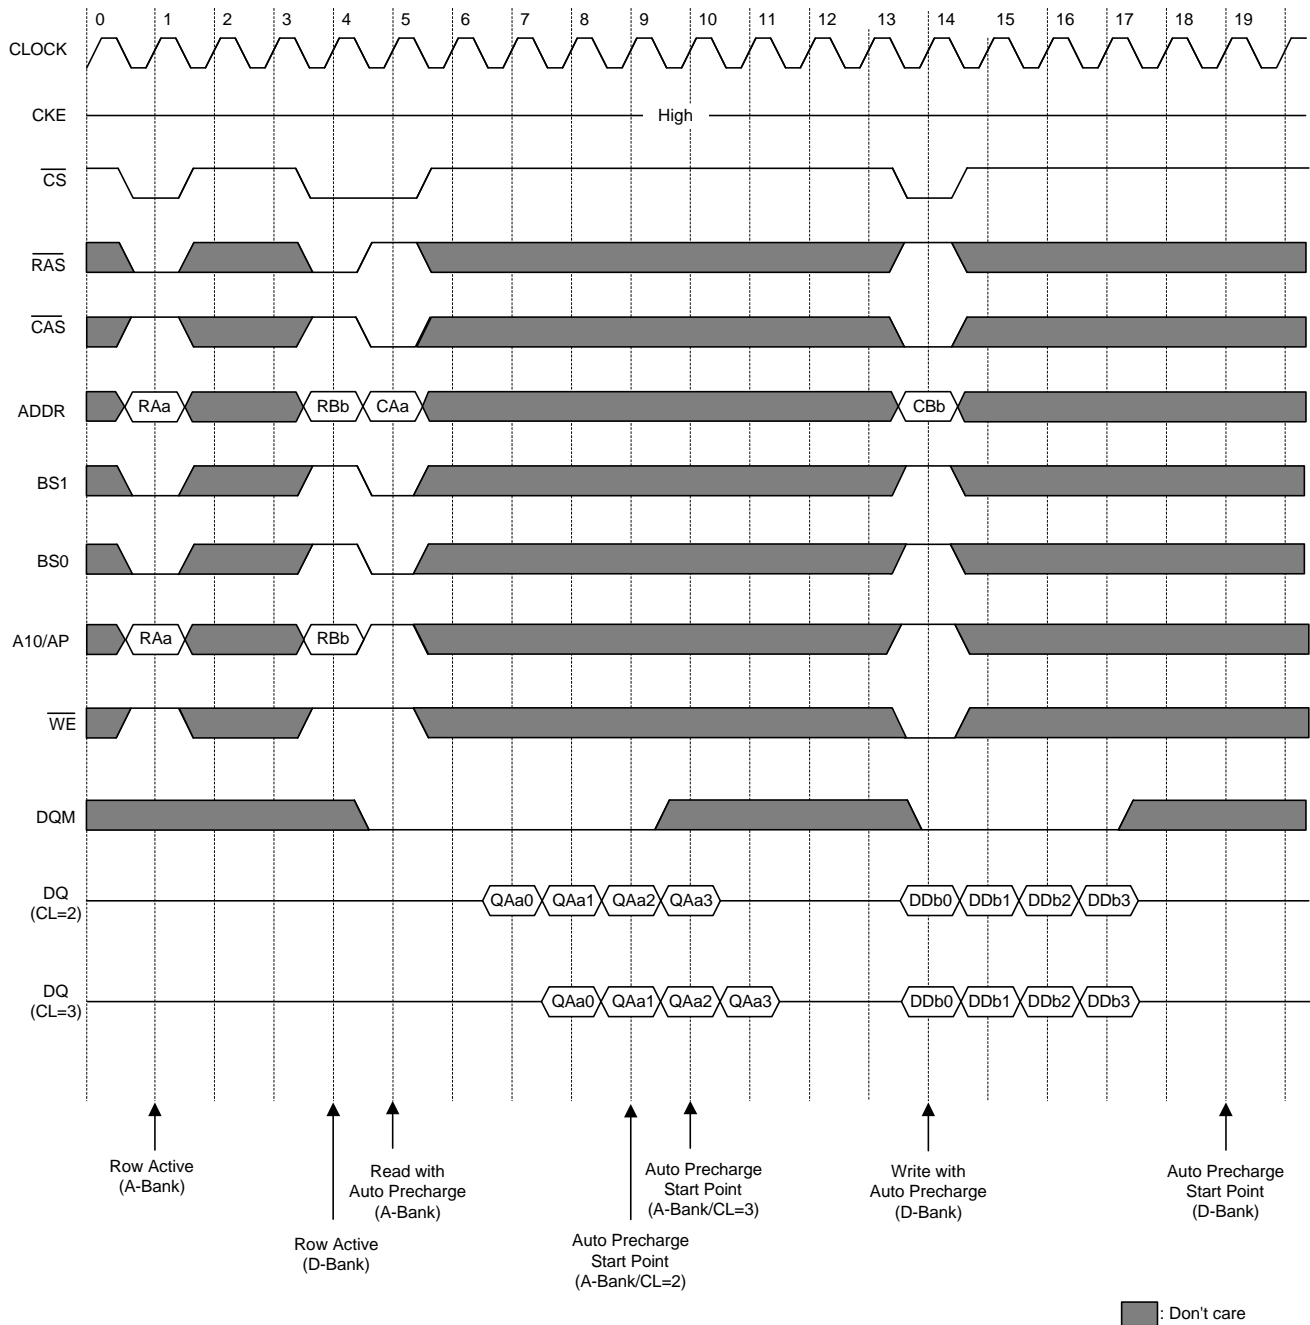 0 1 2 3 4 5 6 7 8 9 10 11 12 13 14 15 16 17 18 19
CLOCK
CKE High
CS
RAS
CAS
ADDR RAa RBb CAa CBb
BS1
BS0
A10/AP RAa RBb
WE
DQM
DQ
(CL=2)
QAa0 QAa1 QAa2 QAa3 DDb0 DDb1 DDb2 DDb3
DQ
(CL=3)
QAa0 QAa1 QAa2 QAa3 DDb0 DDb1 DDb2 DDb3
Row Active
(A-Bank)
Row Active
(D-Bank)
Read with
Auto Precharge
(A-Bank)
Auto Precharge
Start Point
(A-Bank/CL=2)
Auto Precharge
Start Point
(A-Bank/CL=3)
Write with
Auto Precharge
(D-Bank)
Auto Precharge
Start Point
(D-Bank)
: Don't care